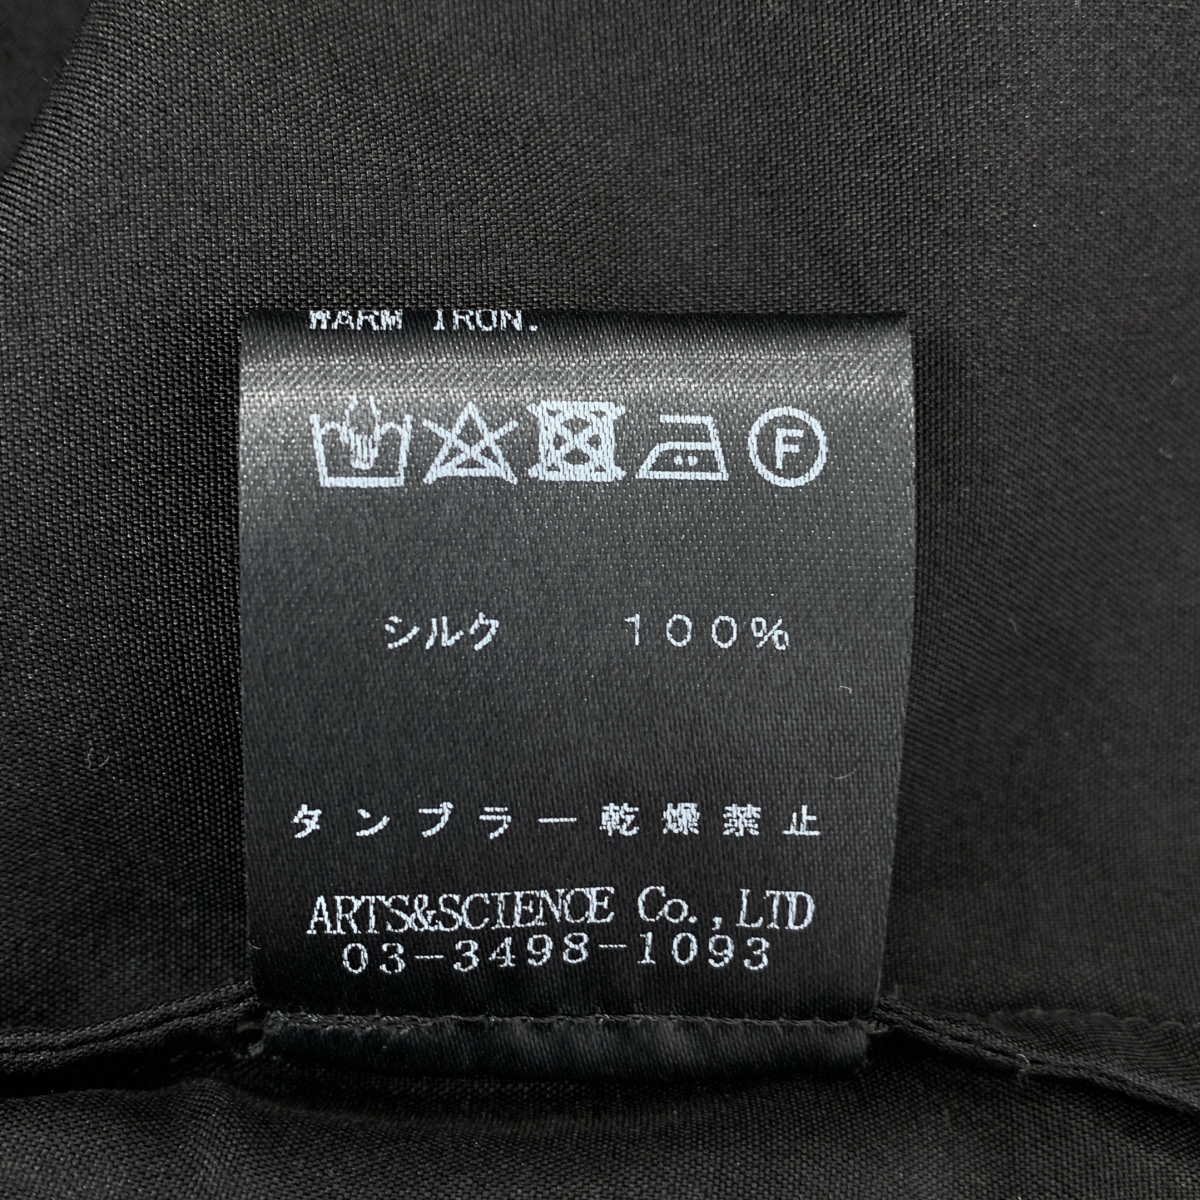 WARM IRON.
F
シルク 100%
タンブラー乾燥禁止
ARTS&SCIENCE Co.,LTD
03-3498-1093